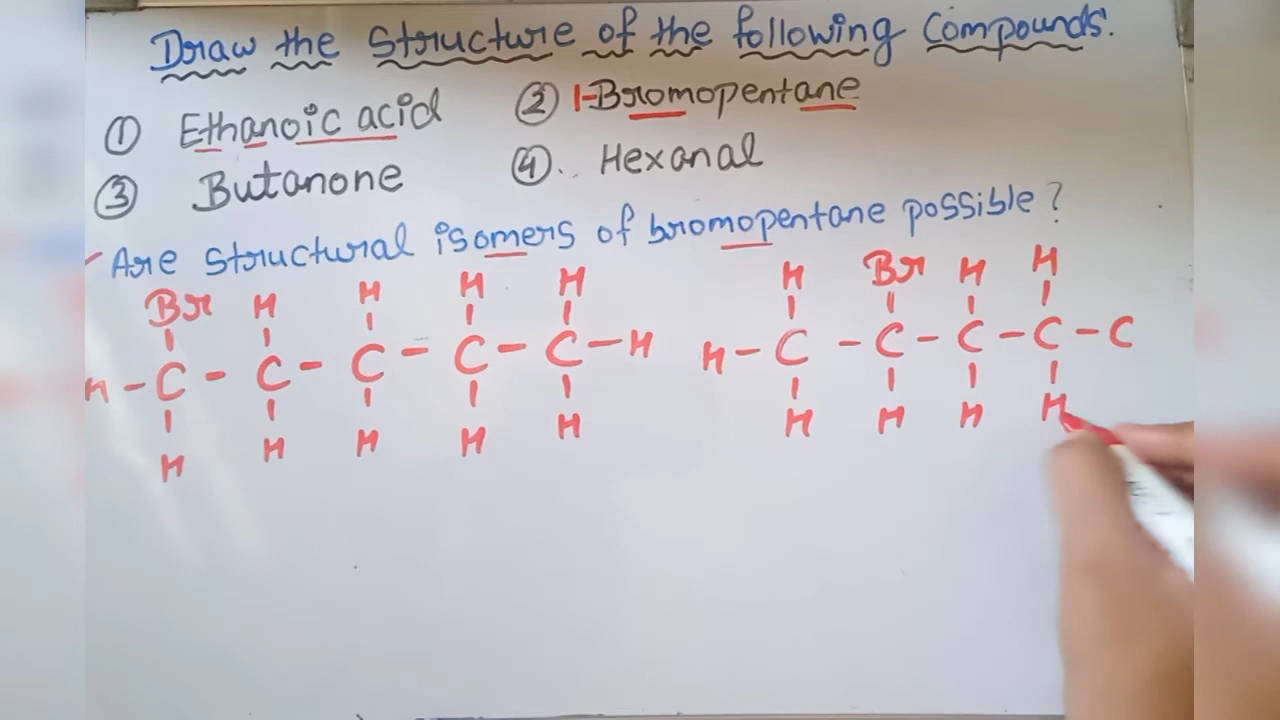 Draw the Structure of the following Compounds.
① Ethanoic acid ② 1-Bromopentane
③ Butanone ④. Hexanal
Are structural isomers of bromopentane possible?
Br H H H H
H - C - C - C - C - C - H
H H H H H
H Br H H
H - C - C - C - C - C
H H H H